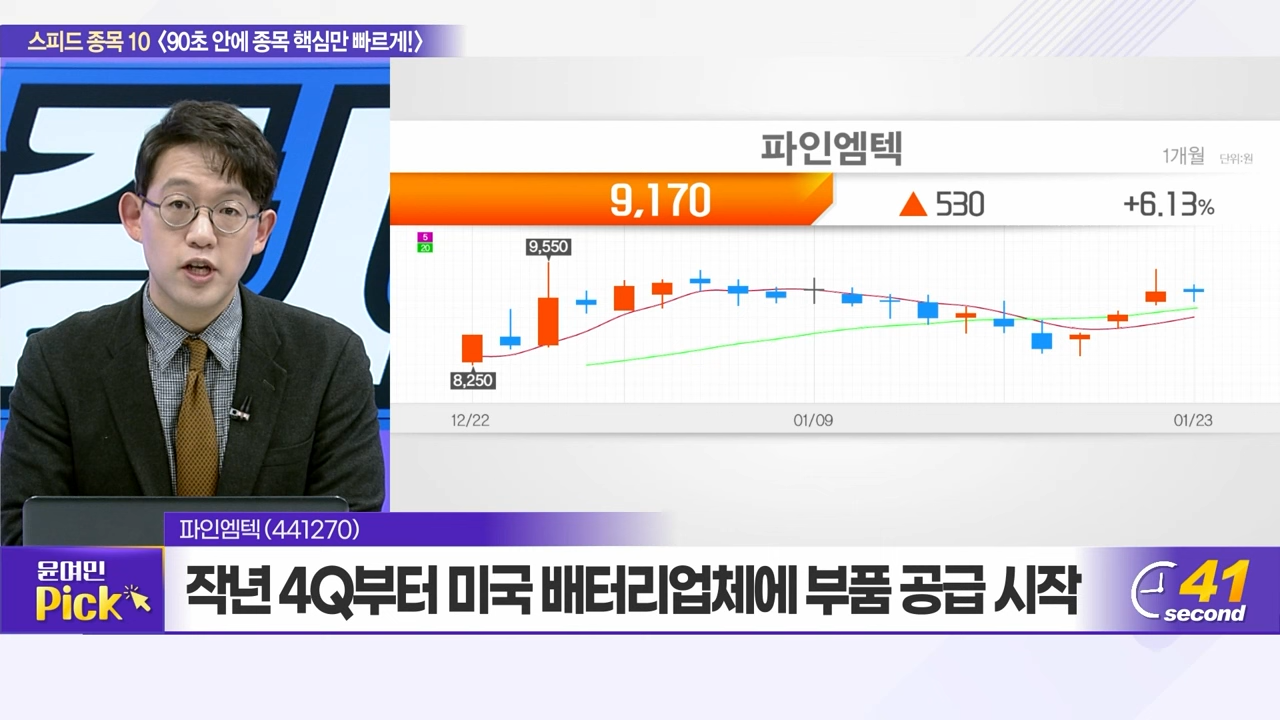 스피드 종목 10 <90초 안에 종목 핵심만 빠르게!>
파인엠텍
1개월 단위:원
9,170 ▲ 530 +6.13%
5
20
9,550
8,250
12/22 01/09 01/23
파인엠텍(441270)
윤여민
Pick
작년 4Q부터 미국 배터리업체에 부품 공급 시작
41
second